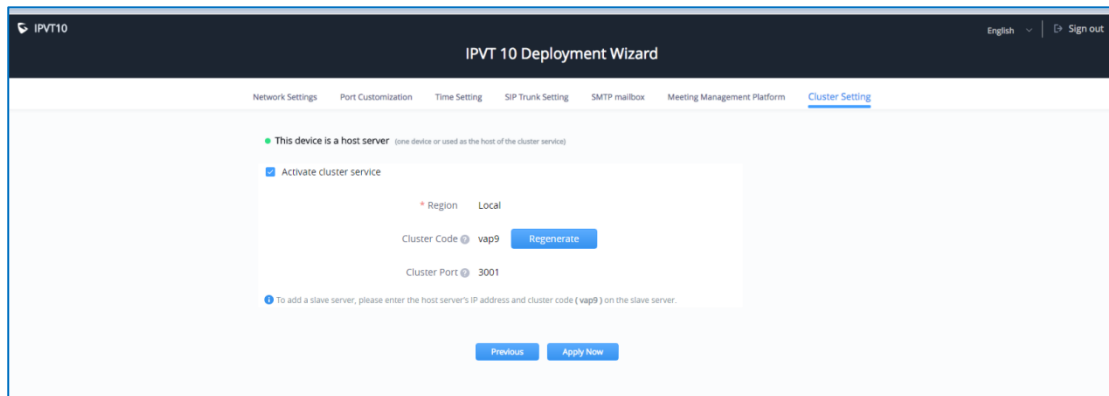 IPVT10
English
Sign out
IPVT 10 Deployment Wizard
Network Settings Port Customization Time Setting SIP Trunk Setting SMTP mailbox Meeting Management Platform Cluster Setting
This device is a host server (one device or used as the host of the cluster service)
Activate cluster service
* Region Local
Cluster Code ? vap9 Regenerate
Cluster Port ? 3001
To add a slave server, please enter the host server's IP address and cluster code ( vap9 ) on the slave server.
Previous Apply Now